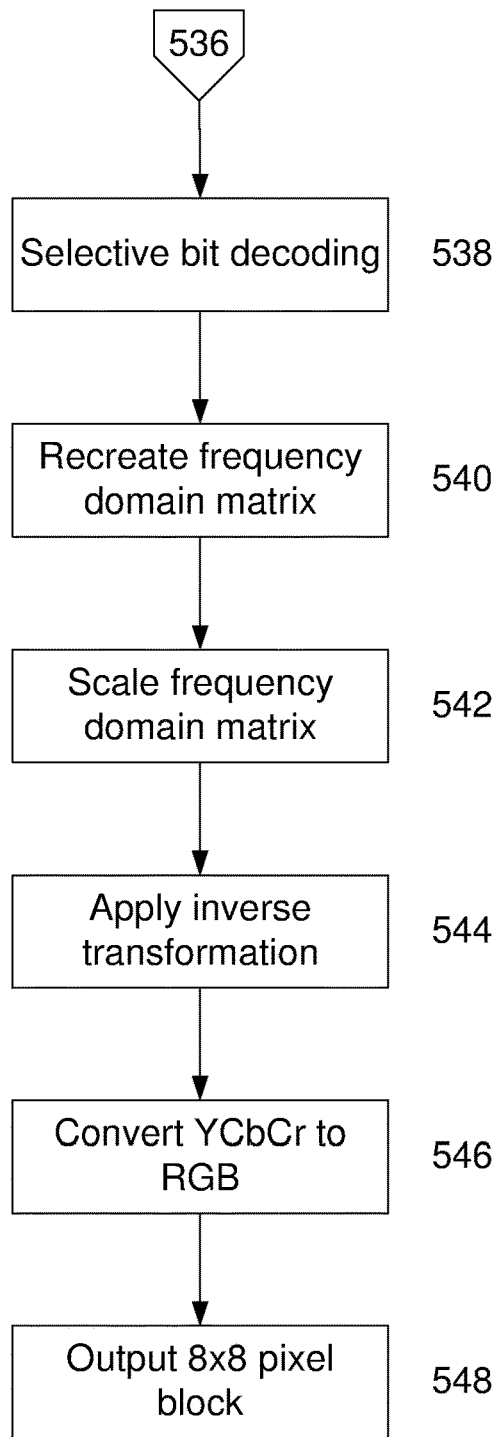 536
Selective bit decoding 538
Recreate frequency
domain matrix
540
Scale frequency
domain matrix
542
Apply inverse
transformation
544
Convert YCbCr to
RGB
546
Output 8x8 pixel
block
548